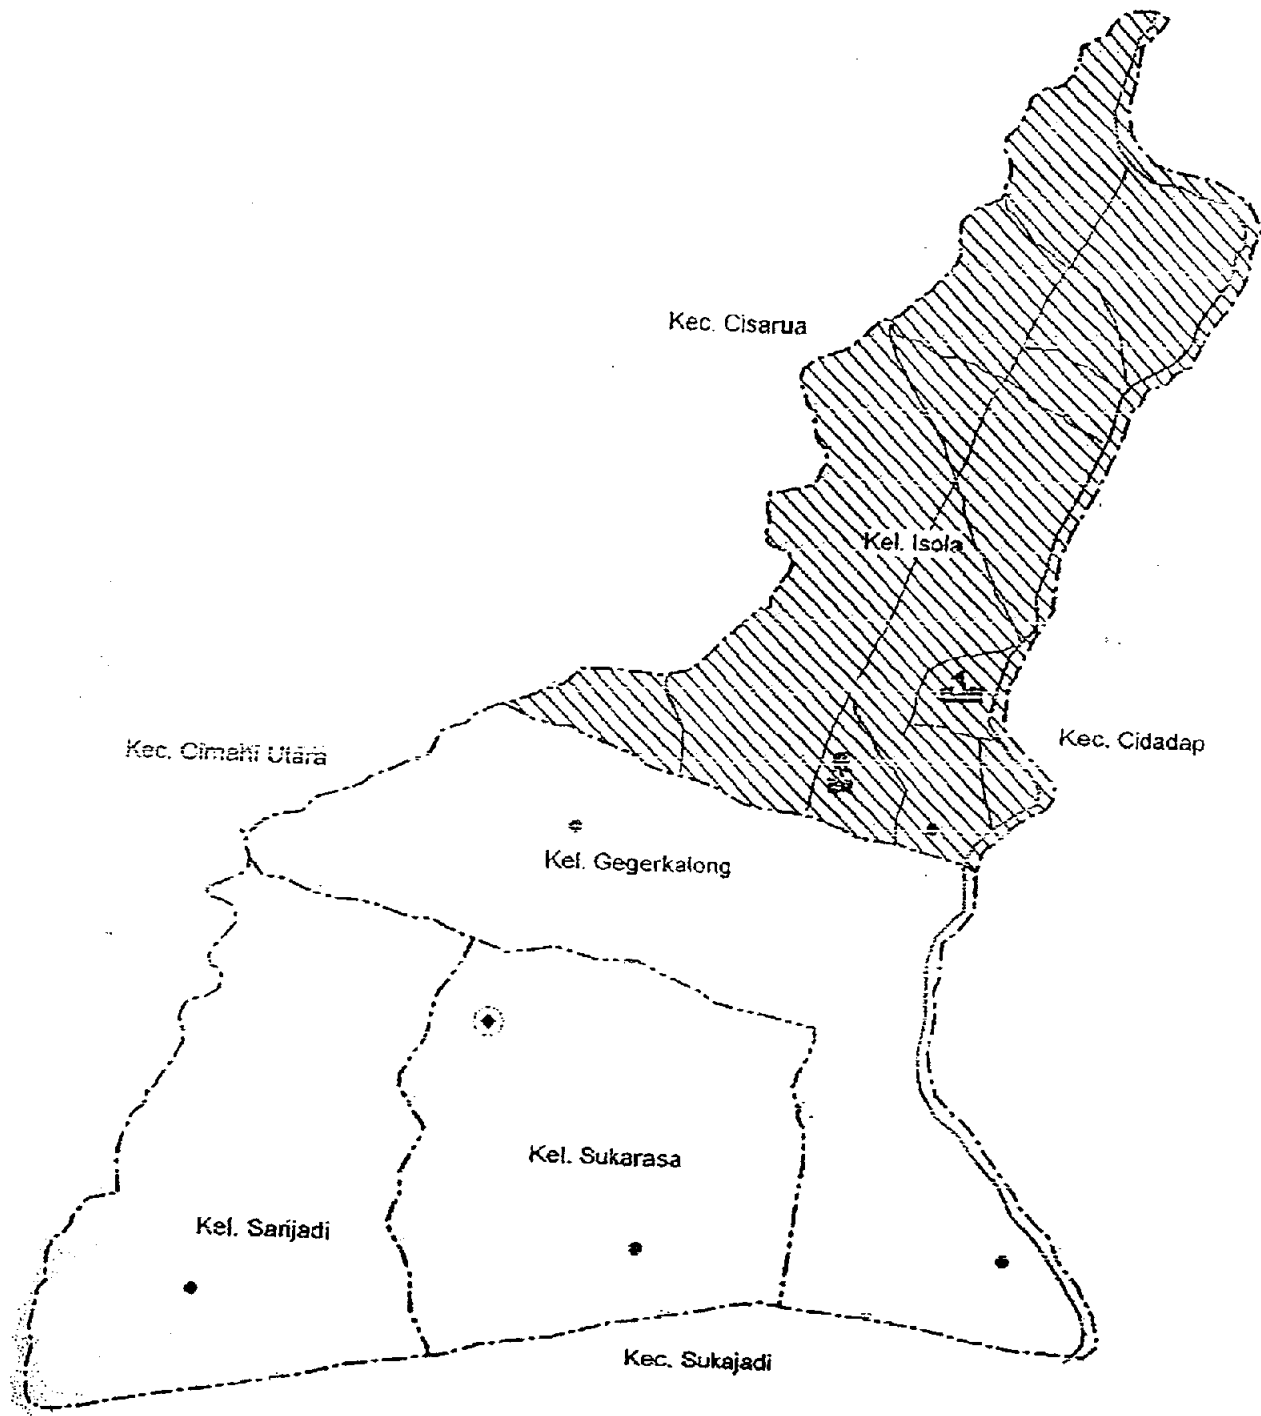 Kec. Cisarua
Kel. Isola
Kec. Cimahi Utara
Kec. Cidadap
Kel. Gegerkalong
Kel. Sukarasa
Kel. Sarijadi
Kec. Sukajadi